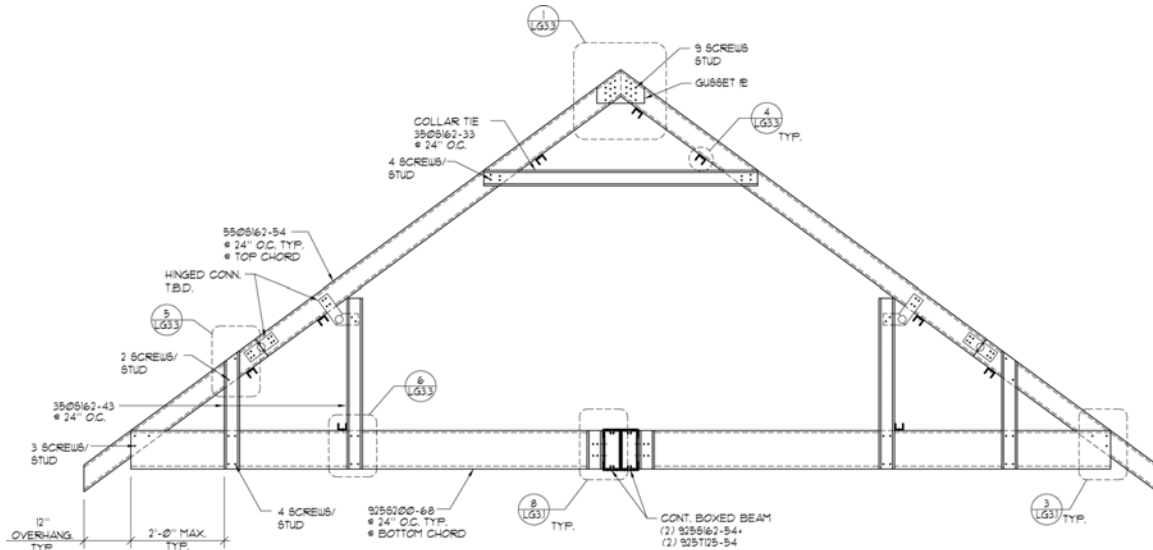 1
LG3.3
9 SCREWS
STUD
GUSSET PL
4
LG3.3
TYP.
COLLAR TIE
350S162-33
@ 24" O.C.
4 SCREWS/
STUD
550S162-54
@ 24" O.C. TYP.
@ TOP CHORD
HINGED CONN.
T.B.D.
5
LG3.3
2 SCREWS/
STUD
6
LG3.3
350S162-43
@ 24" O.C.
3 SCREWS/
STUD
4 SCREWS/
STUD
925S200-68
@ 24" O.C. TYP.
@ BOTTOM CHORD
8
LG3.1
TYP.
CONT. BOXED BEAM
(2) 925S162-54+
(2) 925T125-54
3
LG3.1
TYP.
12"
OVERHANG.
TYP.
2'-0" MAX.
TYP.